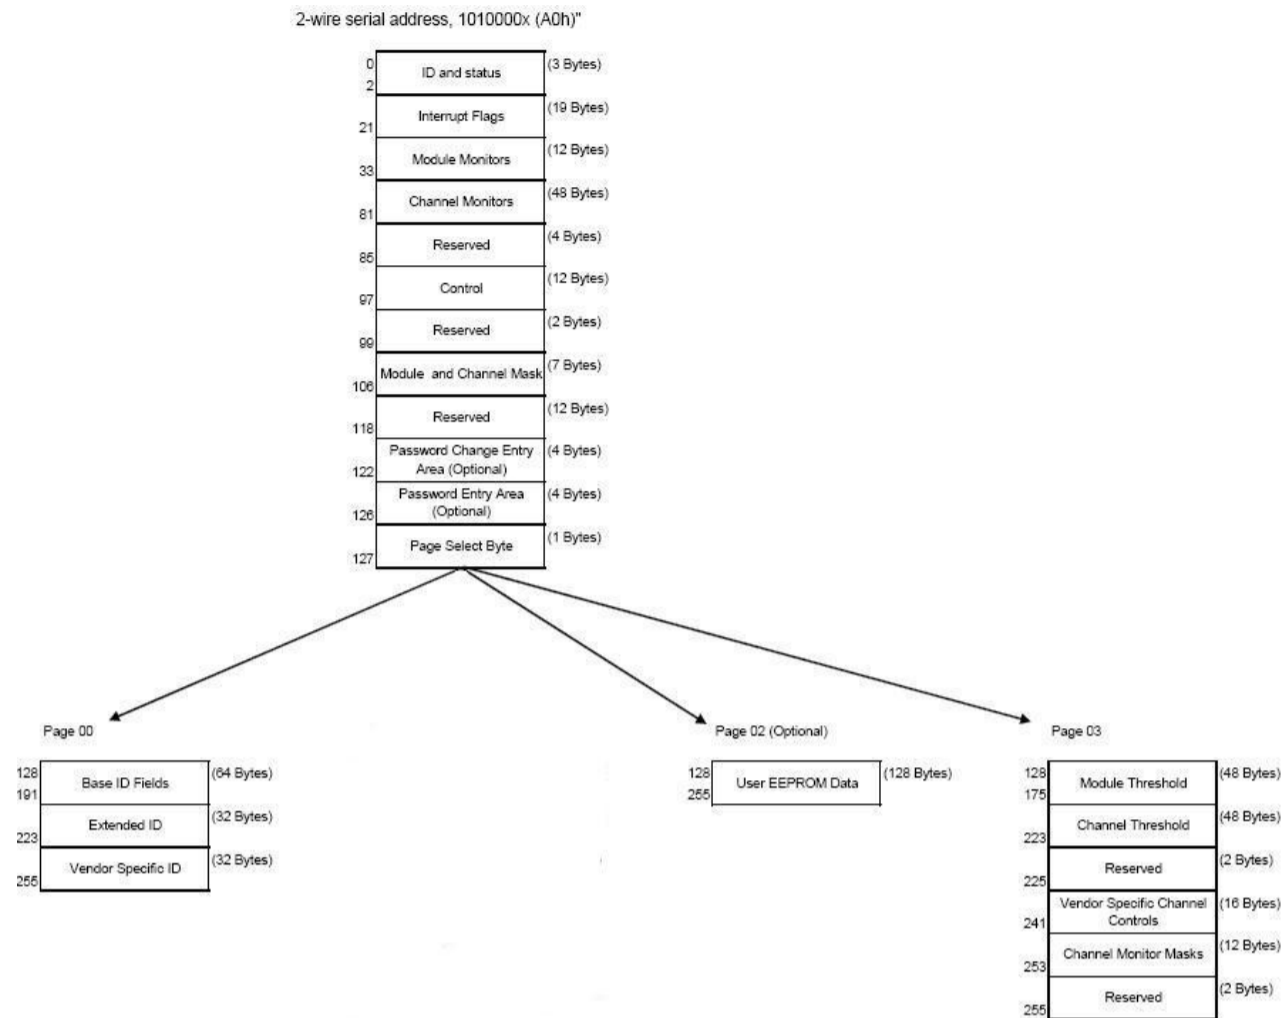 2-wire serial address, 1010000x (A0h)"
0
ID and status
(3 Bytes)
2
Interrupt Flags
(19 Bytes)
21
Module Monitors
(12 Bytes)
33
Channel Monitors
(48 Bytes)
81
Reserved
(4 Bytes)
85
Control
(12 Bytes)
97
Reserved
(2 Bytes)
99
Module and Channel Mask
(7 Bytes)
106
Reserved
(12 Bytes)
118
Password Change Entry
Area (Optional)
(4 Bytes)
122
Password Entry Area
(Optional)
(4 Bytes)
126
Page Select Byte
(1 Bytes)
127
Page 00
128
Base ID Fields
(64 Bytes)
191
Extended ID
(32 Bytes)
223
Vendor Specific ID
(32 Bytes)
255
Page 02 (Optional)
128
User EEPROM Data
(128 Bytes)
255
Page 03
128
Module Threshold
(48 Bytes)
175
Channel Threshold
(48 Bytes)
223
Reserved
(2 Bytes)
225
Vendor Specific Channel
Controls
(16 Bytes)
241
Channel Monitor Masks
(12 Bytes)
253
Reserved
(2 Bytes)
255